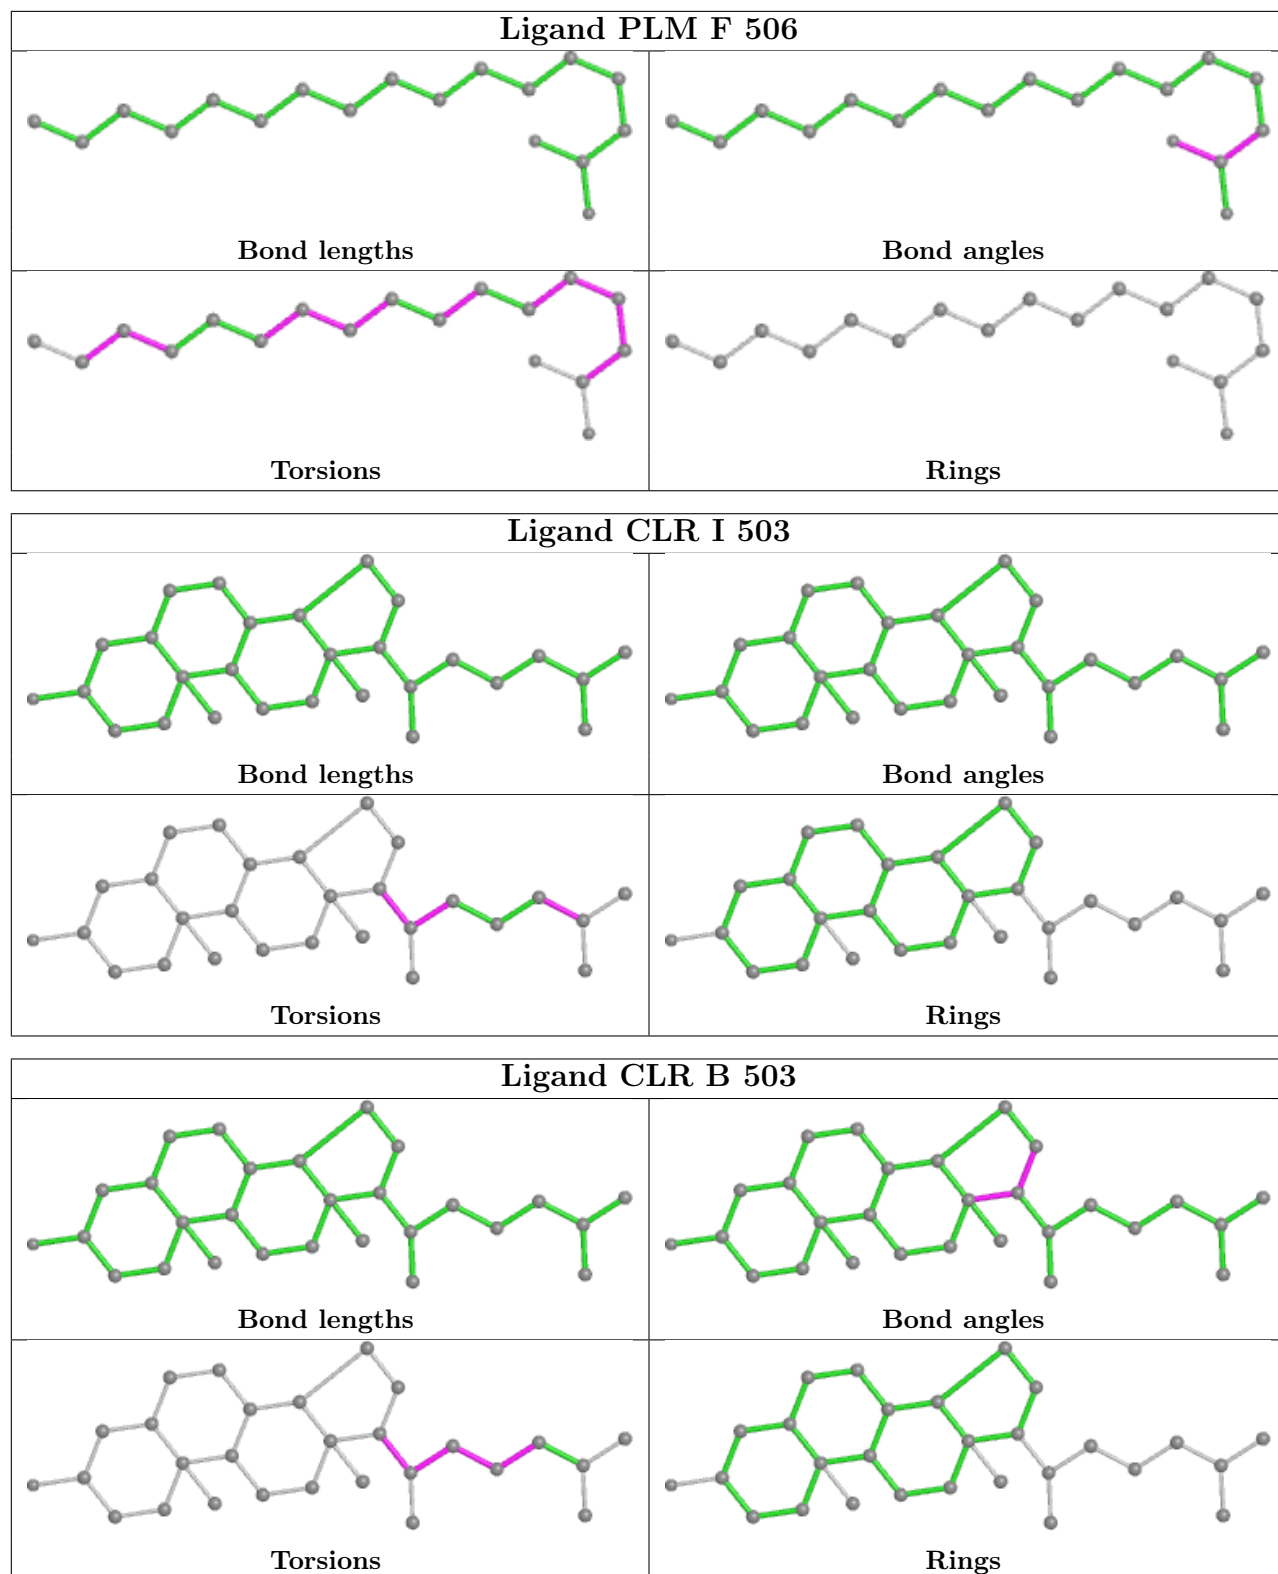 Ligand PLM F 506
Bond lengths
Bond angles
Torsions
Rings
Ligand CLR I 503
Bond lengths
Bond angles
Torsions
Rings
Ligand CLR B 503
Bond lengths
Bond angles
Torsions
Rings